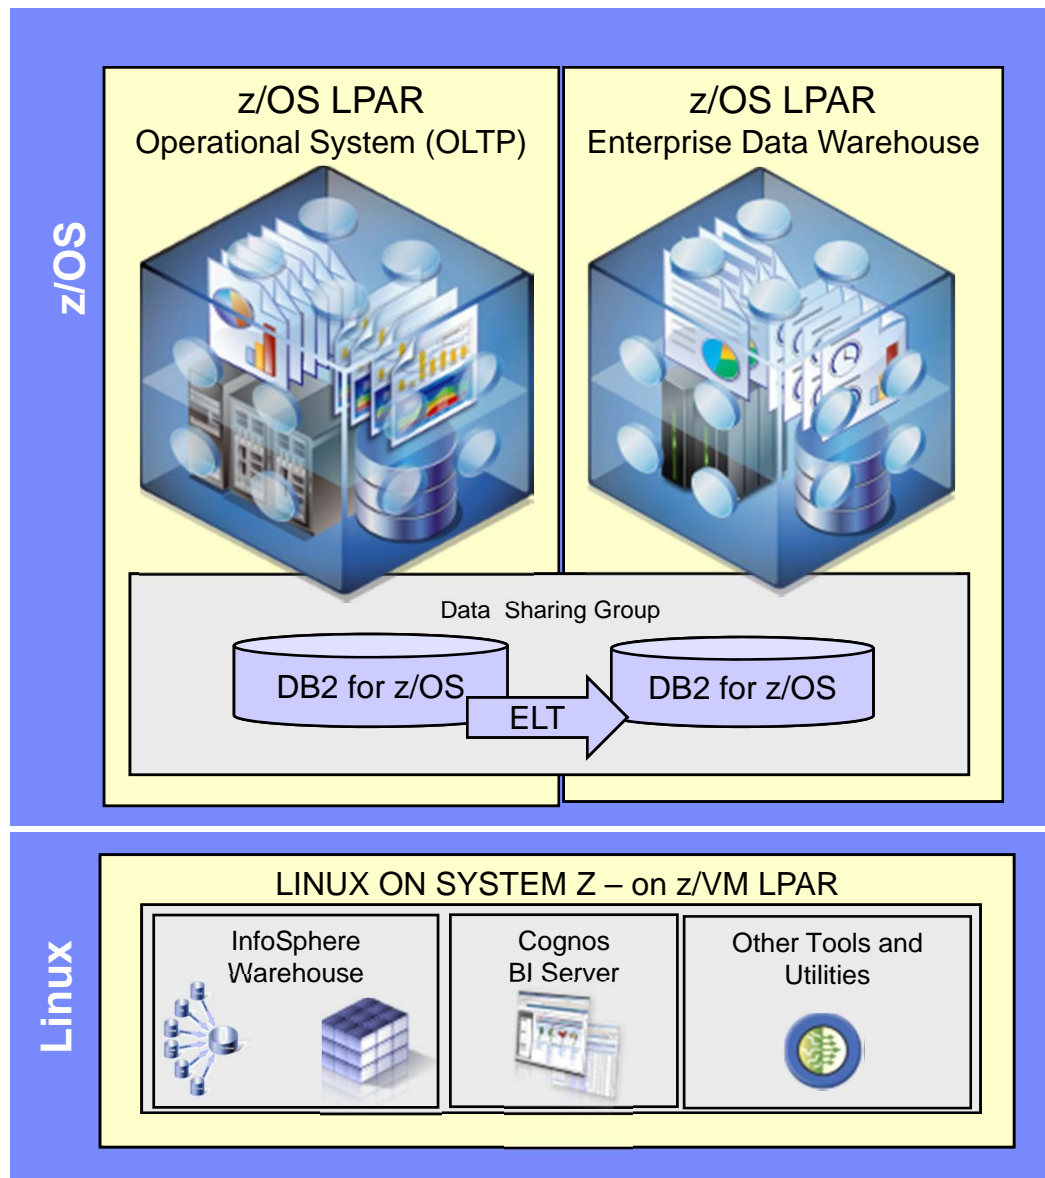 z/OS
z/OS LPAR
Operational System (OLTP)
z/OS LPAR
Enterprise Data Warehouse
Data Sharing Group
DB2 for z/OS
ELT
DB2 for z/OS
Linux
LINUX ON SYSTEM Z – on z/VM LPAR
InfoSphere
Warehouse
Cognos
BI Server
Other Tools and
Utilities